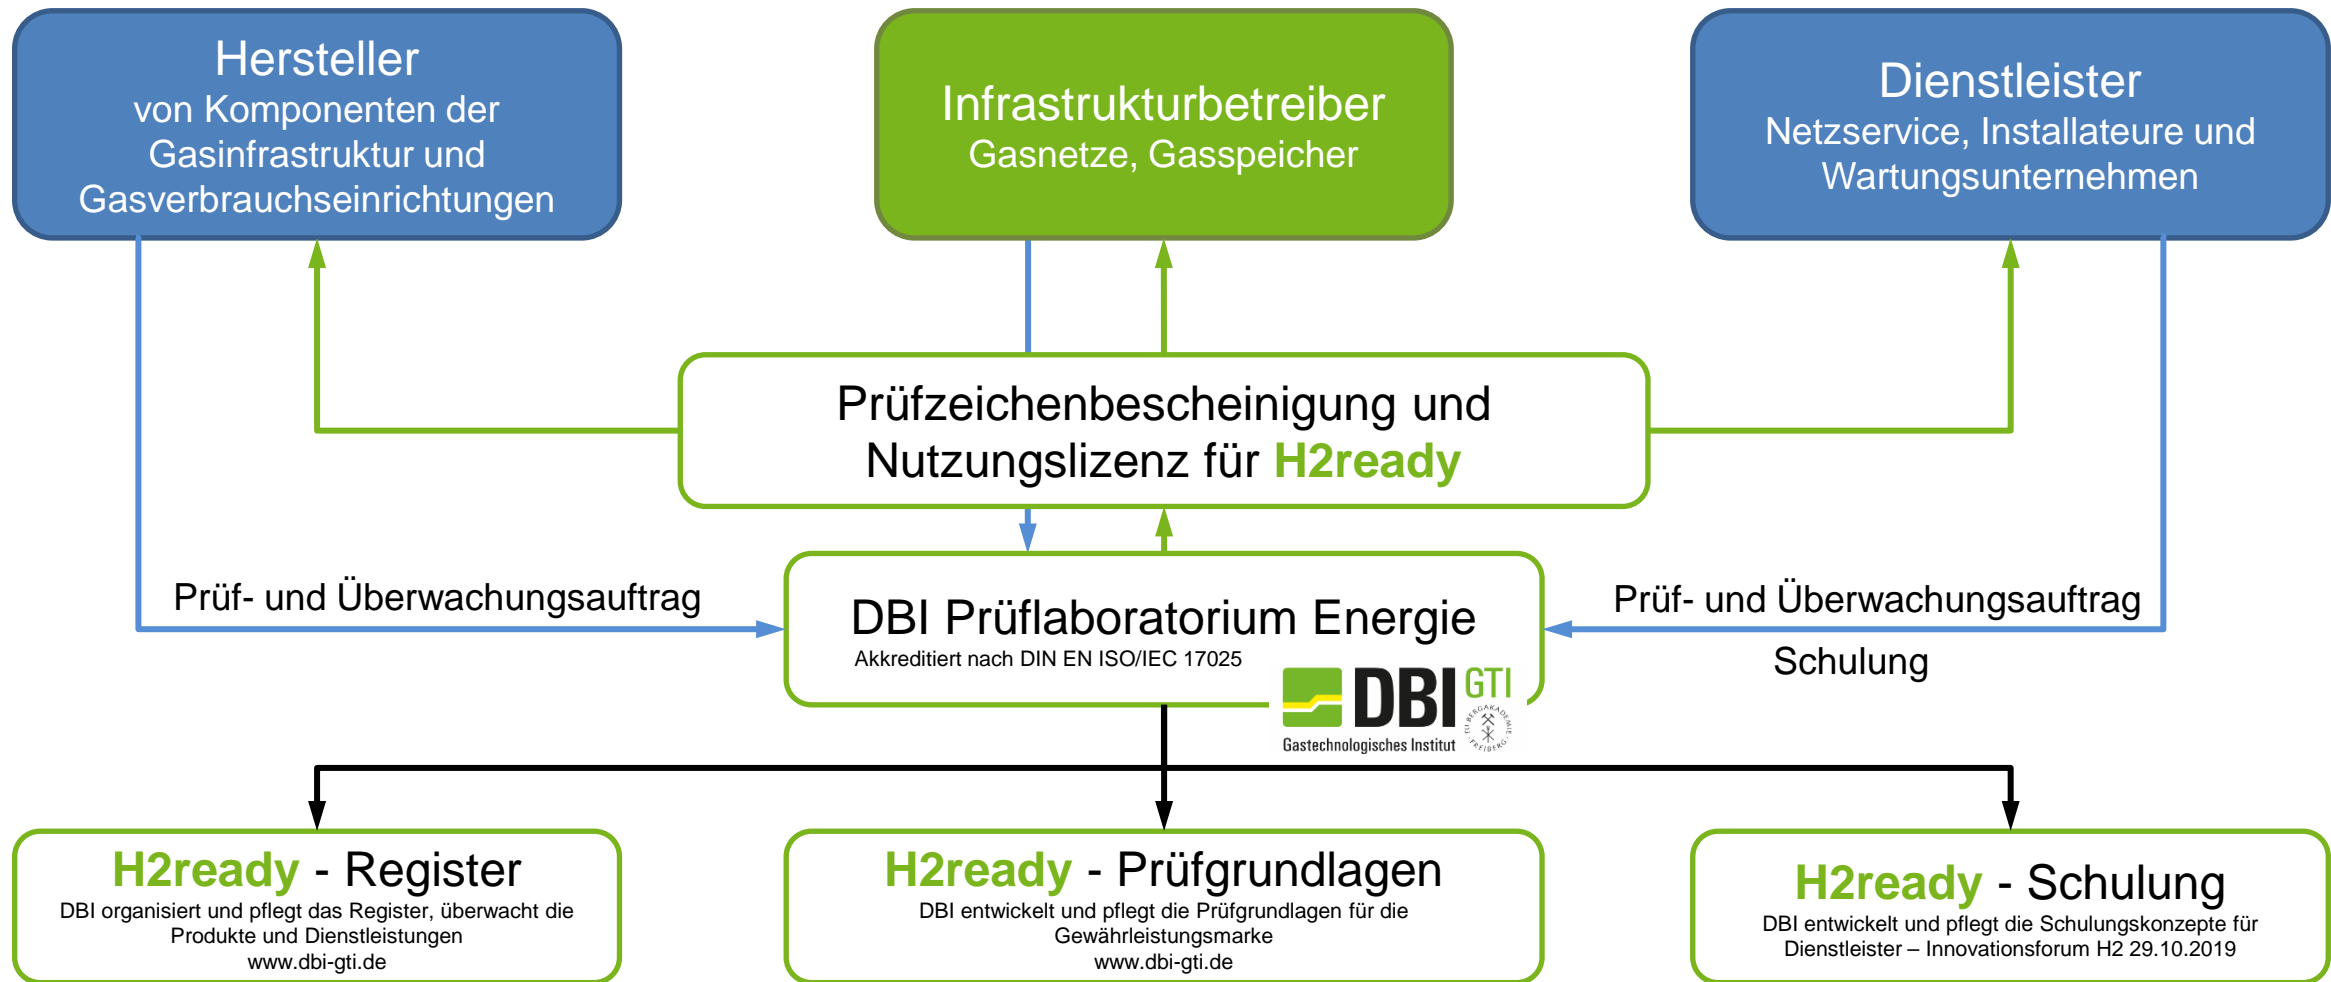 Hersteller
von Komponenten der
Gasinfrastruktur und
Gasverbrauchseinrichtungen
Infrastrukturbetreiber
Gasnetze, Gasspeicher
Dienstleister
Netzservice, Installateure und
Wartungsunternehmen
Prüfzeichenbescheinigung und
Nutzungslizenz für H2ready
Prüf- und Überwachungsauftrag
DBI Prüflaboratorium Energie
Akkreditiert nach DIN EN ISO/IEC 17025
Prüf- und Überwachungsauftrag
Schulung
DBI GTI
Gastechnologisches Institut
TU BERGAKADEMIE FREIBERG
H2ready - Register
DBI organisiert und pflegt das Register, überwacht die
Produkte und Dienstleistungen
www.dbi-gti.de
H2ready - Prüfgrundlagen
DBI entwickelt und pflegt die Prüfgrundlagen für die
Gewährleistungsmarke
www.dbi-gti.de
H2ready - Schulung
DBI entwickelt und pflegt die Schulungskonzepte für
Dienstleister – Innovationsforum H2 29.10.2019